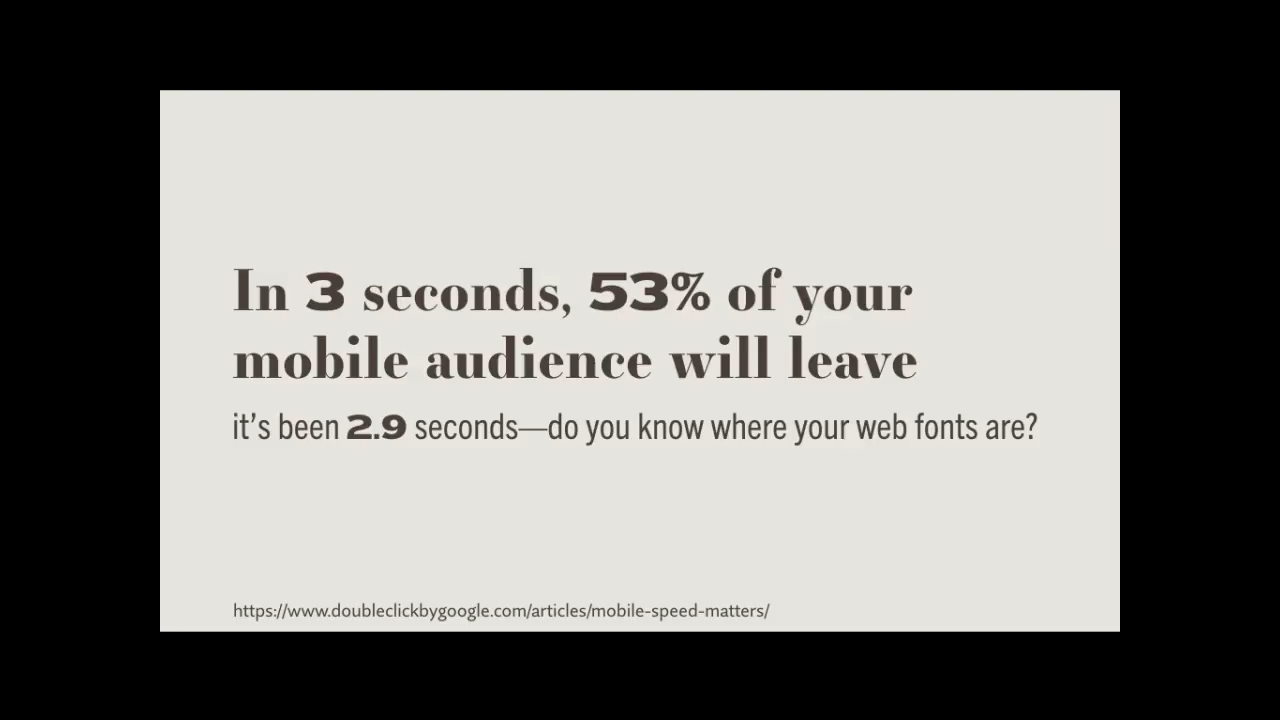 In 3 seconds, 53% of your
mobile audience will leave
it’s been 2.9 seconds—do you know where your web fonts are?
https://www.doubleclickbygoogle.com/articles/mobile-speed-matters/